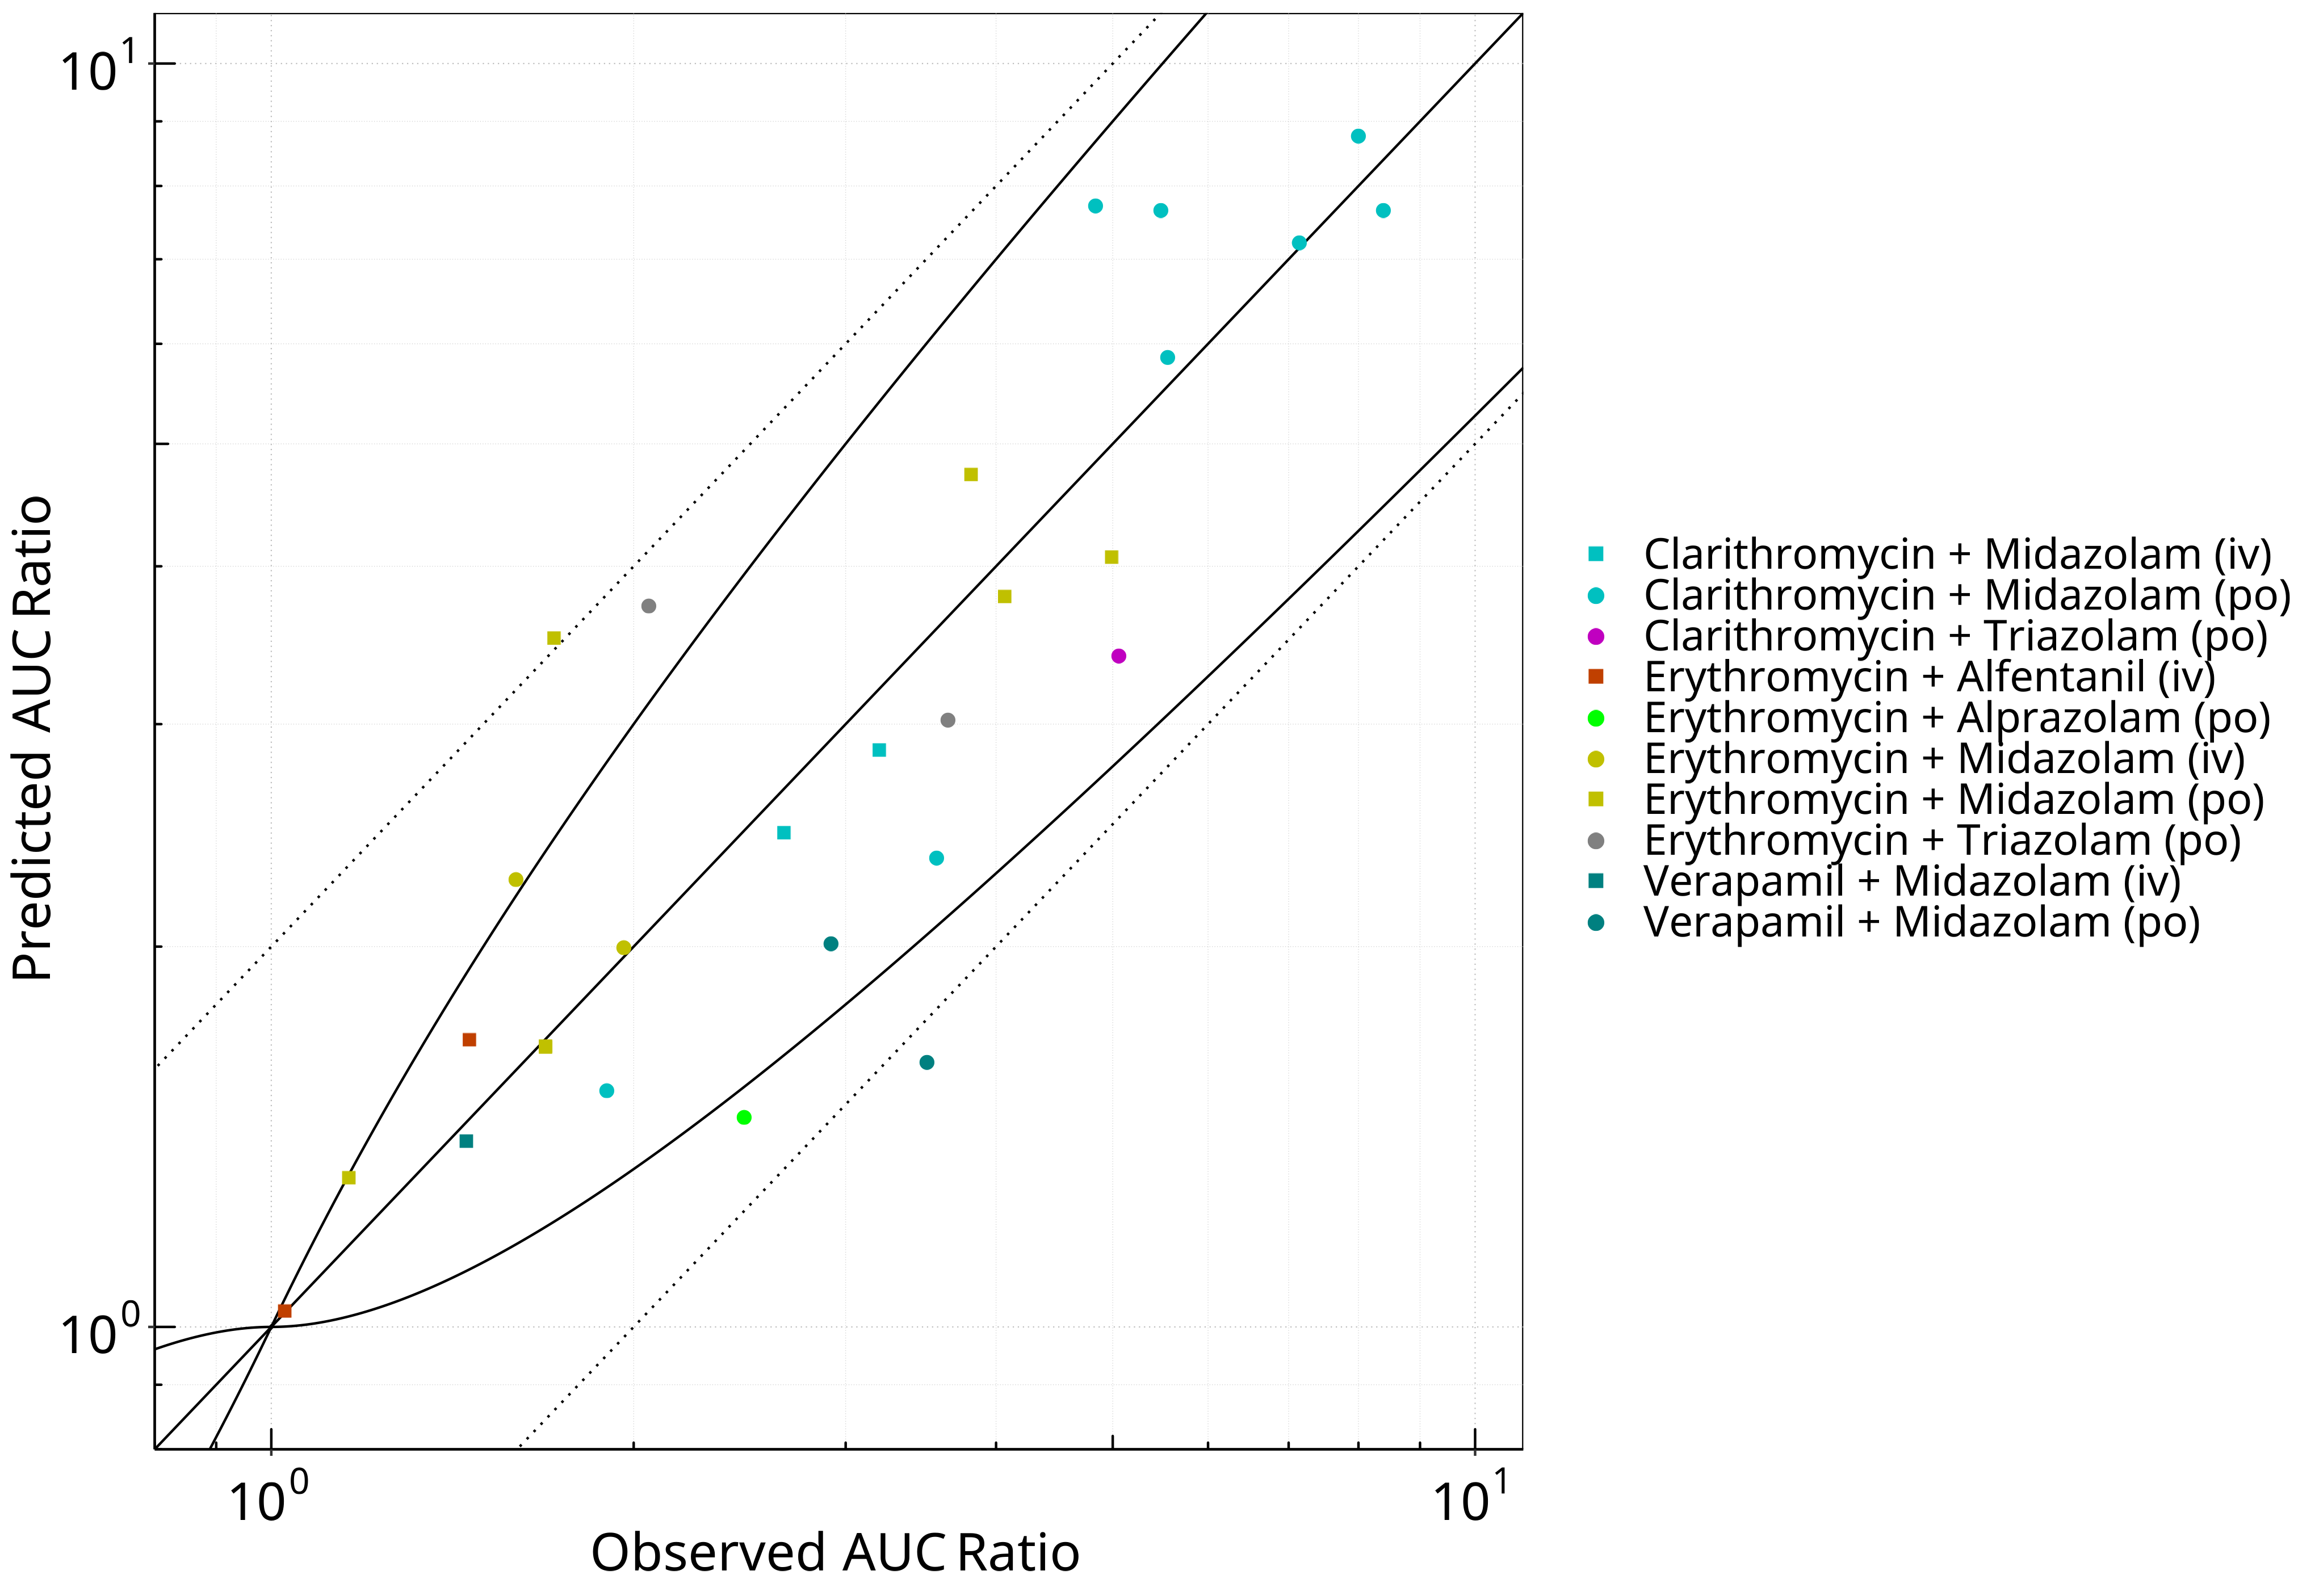 10^1
10^0
Predicted AUC Ratio
10^0
10^1
Observed AUC Ratio
Clarithromycin + Midazolam (iv)
Clarithromycin + Midazolam (po)
Clarithromycin + Triazolam (po)
Erythromycin + Alfentanil (iv)
Erythromycin + Alprazolam (po)
Erythromycin + Midazolam (iv)
Erythromycin + Midazolam (po)
Erythromycin + Triazolam (po)
Verapamil + Midazolam (iv)
Verapamil + Midazolam (po)